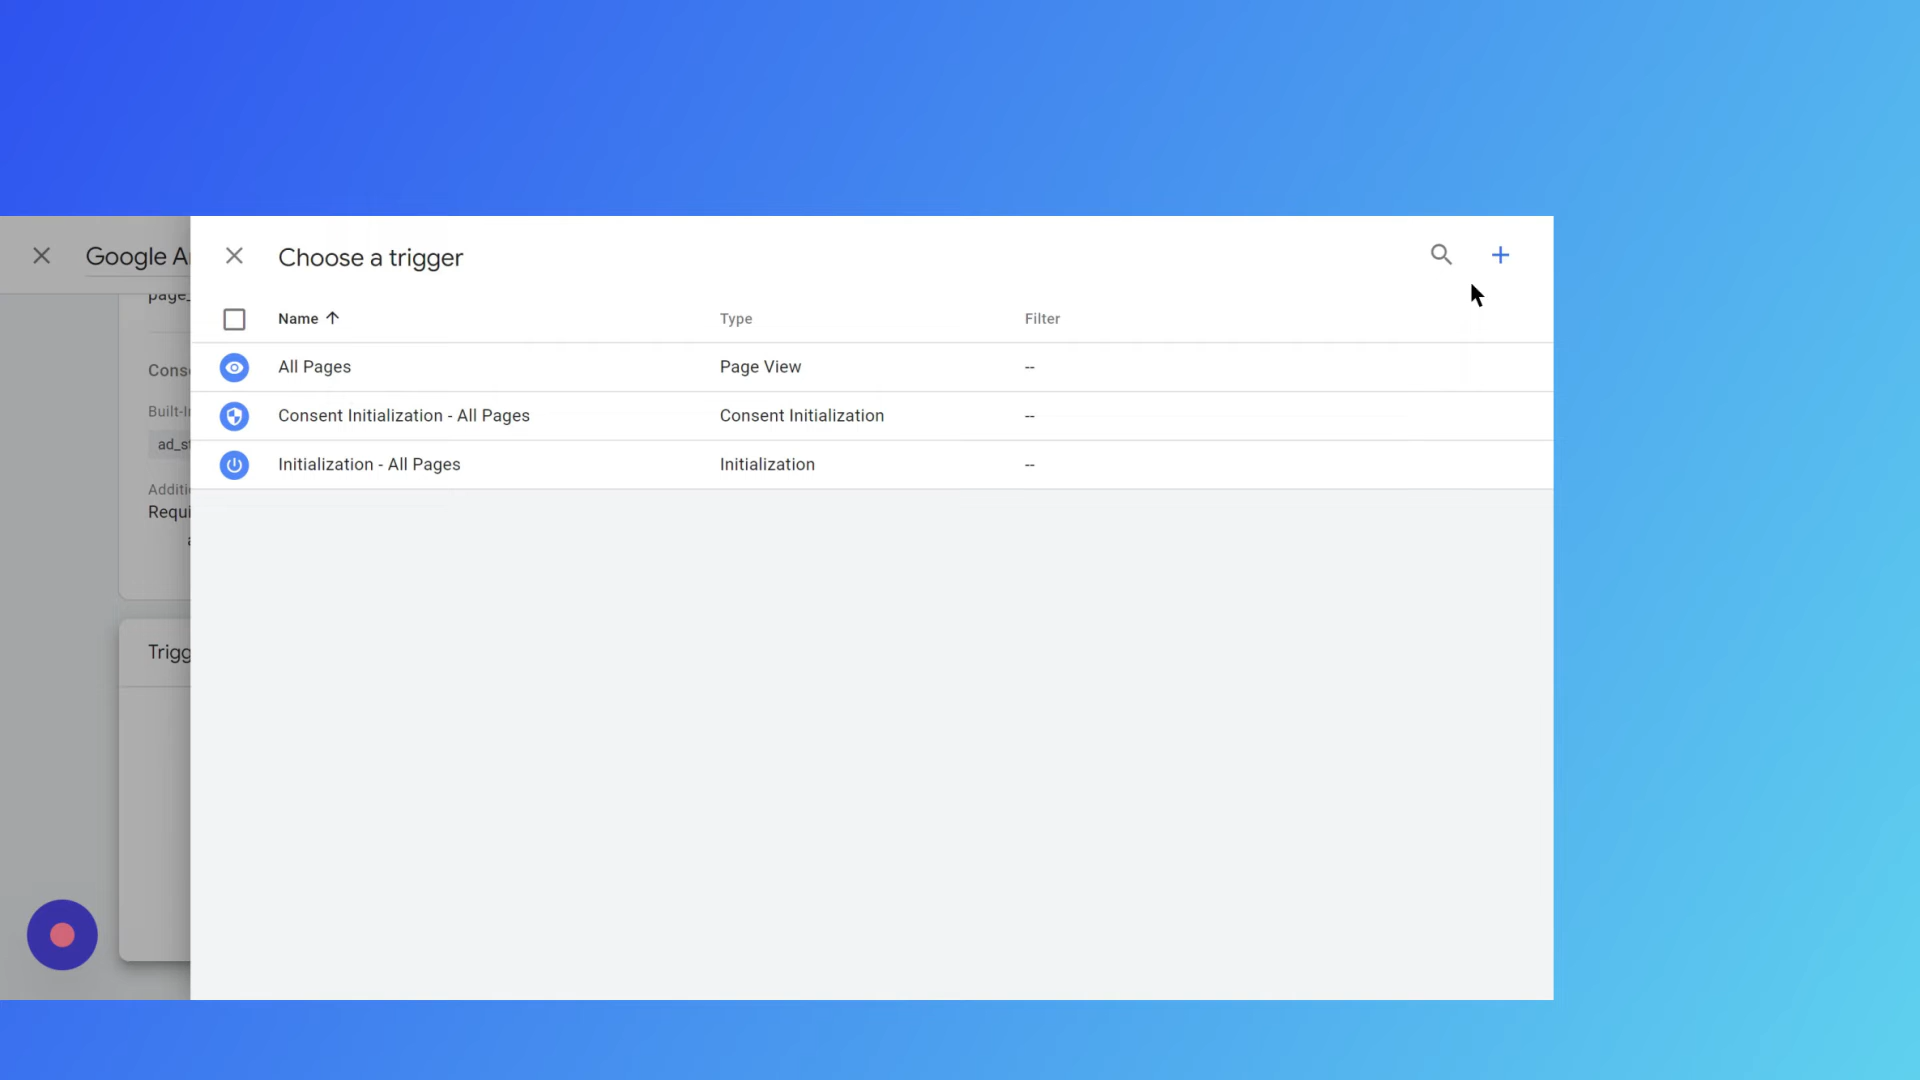 Google A
Choose a trigger
Name Type Filter
page_
All Pages Page View --
Cons
Built-I
Consent Initialization - All Pages Consent Initialization --
ad_s
Initialization - All Pages Initialization --
Additi
Requi
Trigg